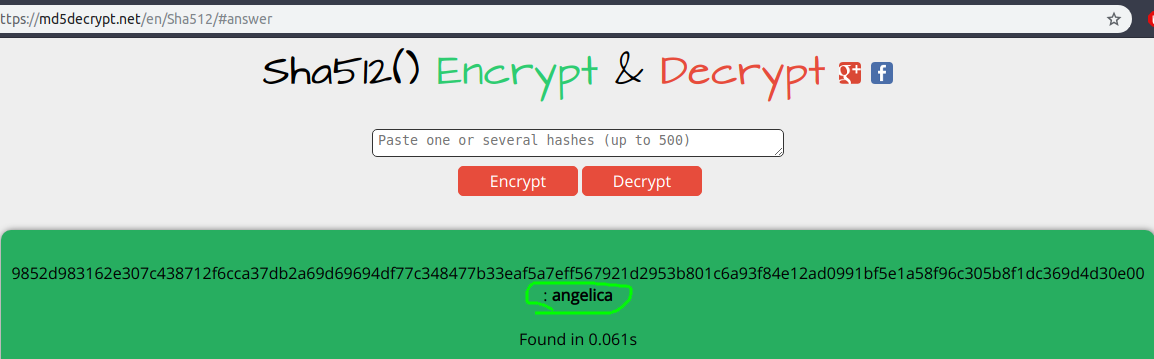 ttps://md5decrypt.net/en/Sha512/#answer
Sha512() Encrypt & Decrypt g+ f
Paste one or several hashes (up to 500)
Encrypt Decrypt
9852d983162e307c438712f6cca37db2a69d69694df77c348477b33eaf5a7eff567921d2953b801c6a93f84e12ad0991bf5e1a58f96c305b8f1dc369d4d30e00
: angelica
Found in 0.061s